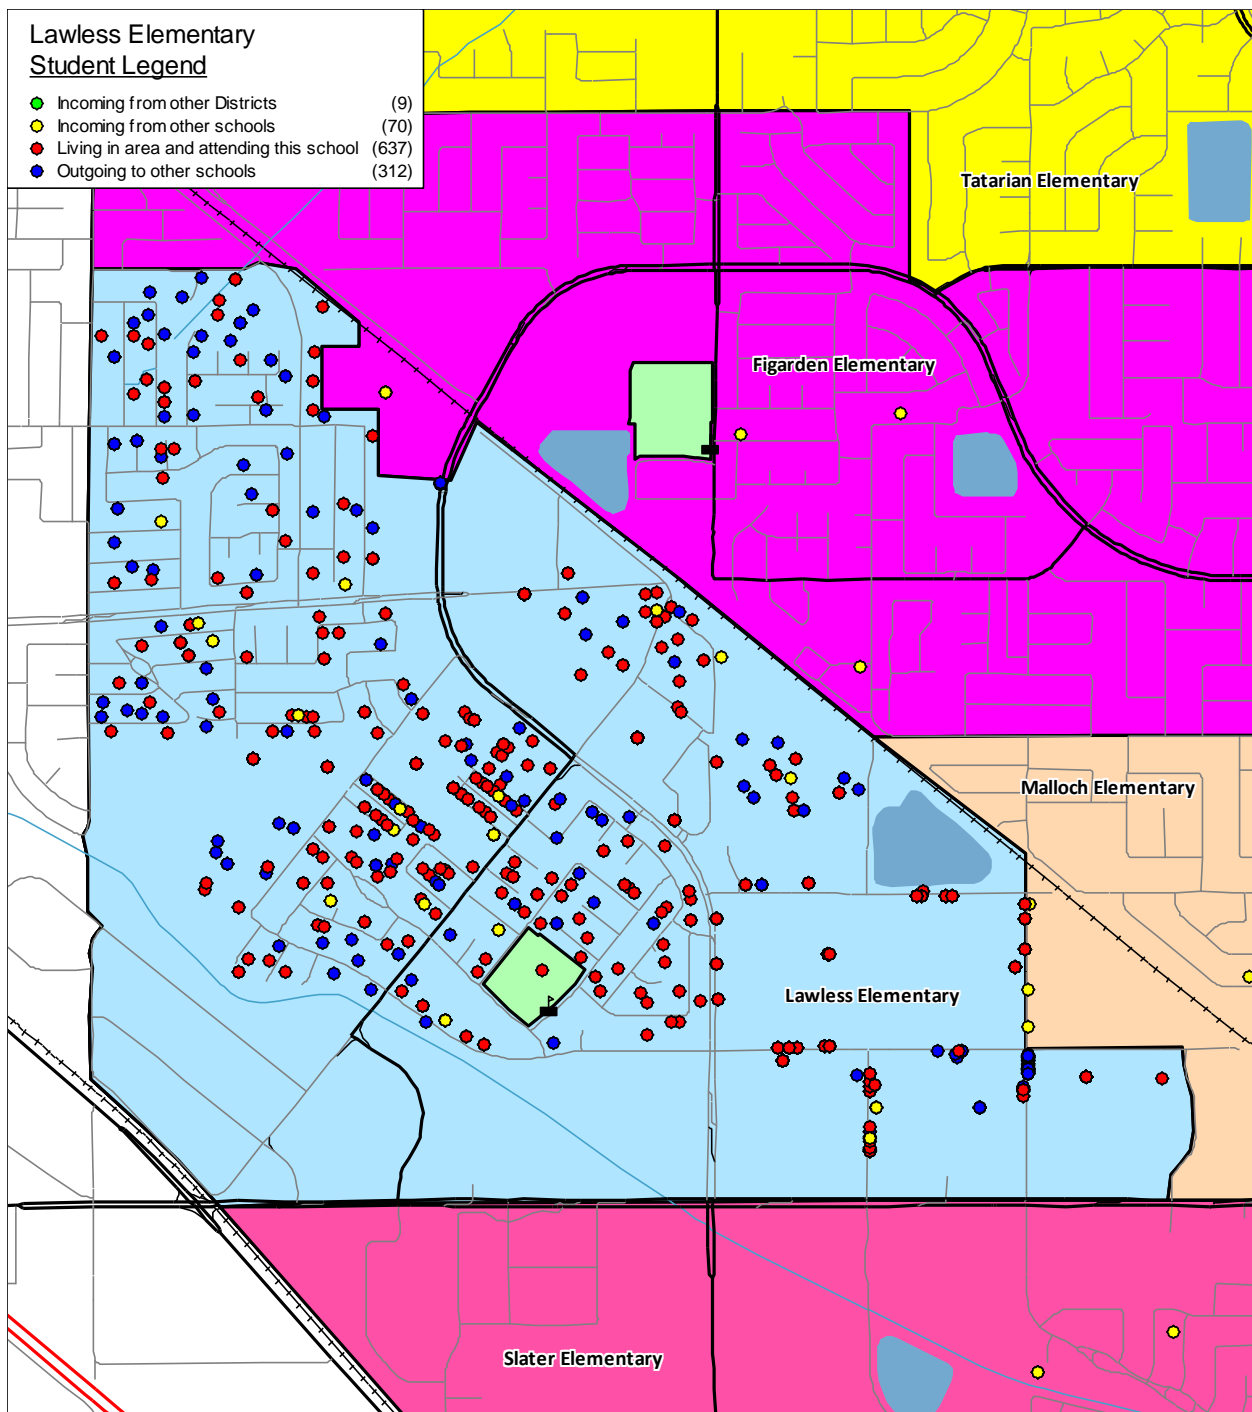 Lawless Elementary
Student Legend
Incoming from other Districts (9)
Incoming from other schools (70)
Living in area and attending this school (637)
Outgoing to other schools (312)
Tatarian Elementary
Figarden Elementary
Malloch Elementary
Lawless Elementary
Slater Elementary